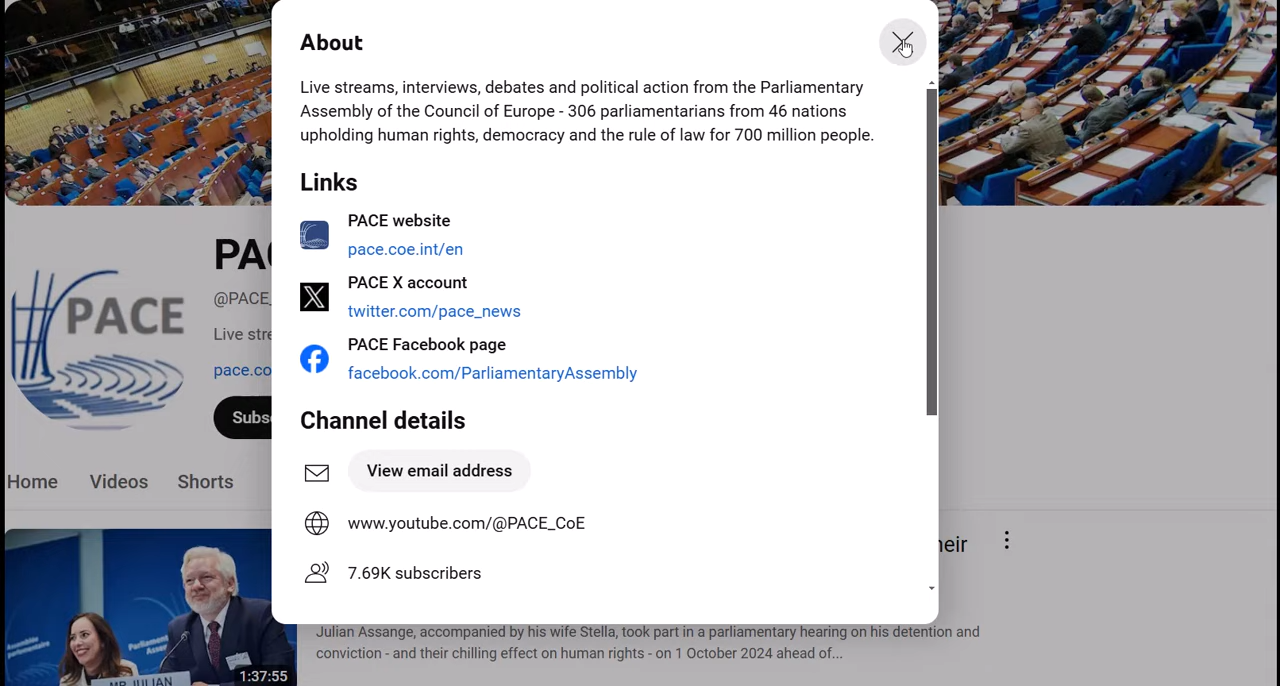 About
Live streams, interviews, debates and political action from the Parliamentary
Assembly of the Council of Europe - 306 parliamentarians from 46 nations
upholding human rights, democracy and the rule of law for 700 million people.
Links
PACE website
pace.coe.int/en
PACE X account
twitter.com/pace_news
PACE Facebook page
facebook.com/ParliamentaryAssembly
Channel details
View email address
www.youtube.com/@PACE_CoE
7.69K subscribers
PACE
PA
@PACE_
Live stre
pace.co
Subs
Home Videos Shorts
heir
Julian Assange, accompanied by his wife Stella, took part in a parliamentary hearing on his detention and
conviction - and their chilling effect on human rights - on 1 October 2024 ahead of...
Parliament
Assem
MR JULIAN
1:37:55